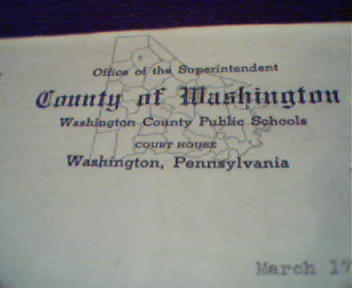 Office of the Superintendent
County of Washington
Washington County Public Schools
COURT HOUSE
Washington, Pennsylvania
March 17